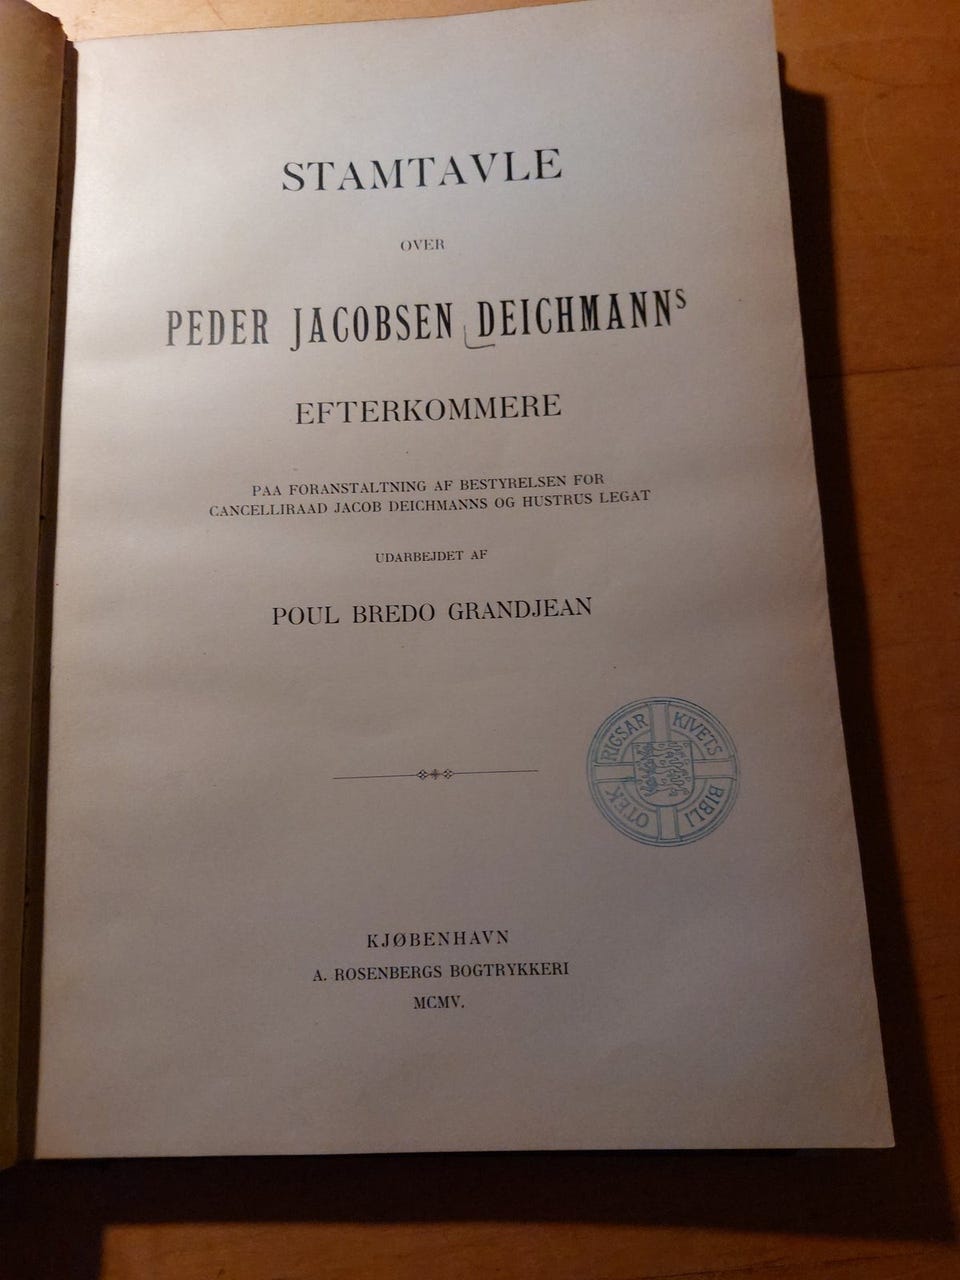 STAMTAVLE
OVER
PEDER JACOBSEN DEICHMANNS
EFTERKOMMERE
PAA FORANSTALTNING AF BESTYRELSEN FOR
CANCELLIRAAD JACOB DEICHMANNS OG HUSTRUS LEGAT
UDARBEJDET AF
POUL BREDO GRANDJEAN
RIGSAR KIVETS
BIBLI OTEK
KJØBENHAVN
A. ROSENBERGS BOGTRYKKERI
MCMV.